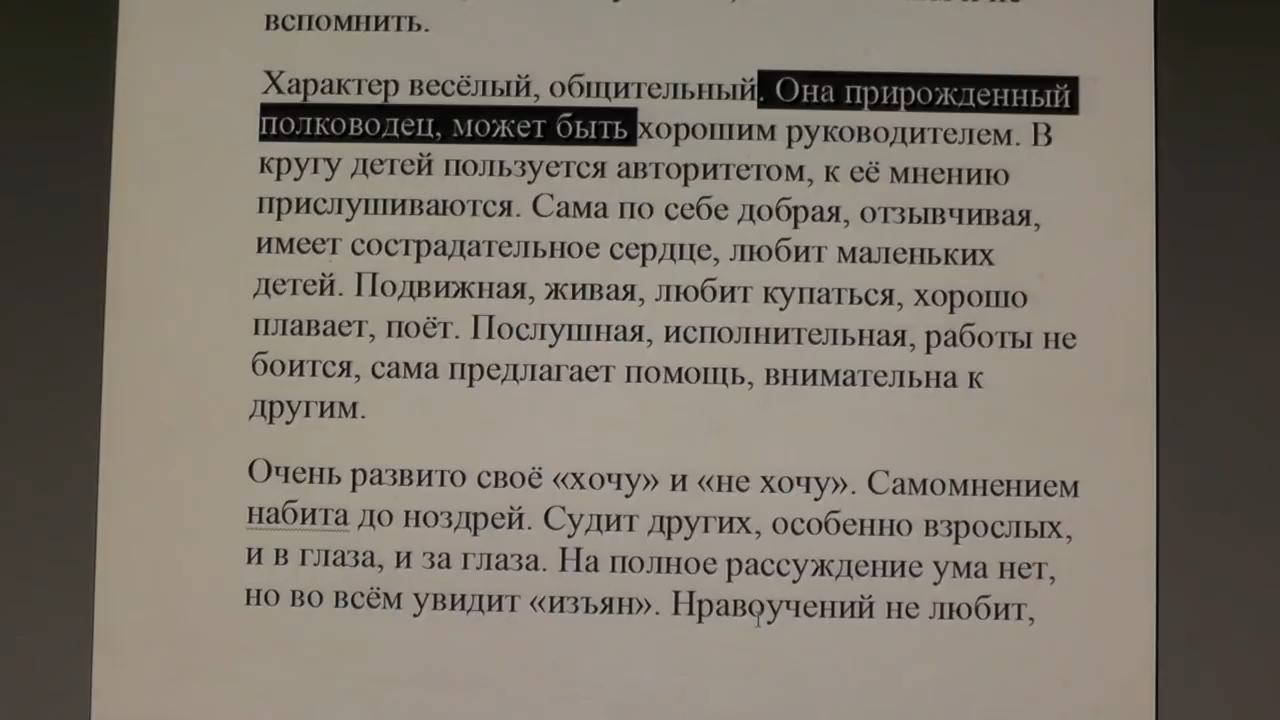 вспомнить.
Характер весёлый, общительный. Она прирожденный
полководец, может быть хорошим руководителем. В
кругу детей пользуется авторитетом, к её мнению
прислушиваются. Сама по себе добрая, отзывчивая,
имеет сострадательное сердце, любит маленьких
детей. Подвижная, живая, любит купаться, хорошо
плавает, поёт. Послушная, исполнительная, работы не
боится, сама предлагает помощь, внимательна к
другим.
Очень развито своё «хочу» и «не хочу». Самомнением
набита до ноздрей. Судит других, особенно взрослых,
и в глаза, и за глаза. На полное рассуждение ума нет,
но во всём увидит «изъян». Нравоучений не любит,